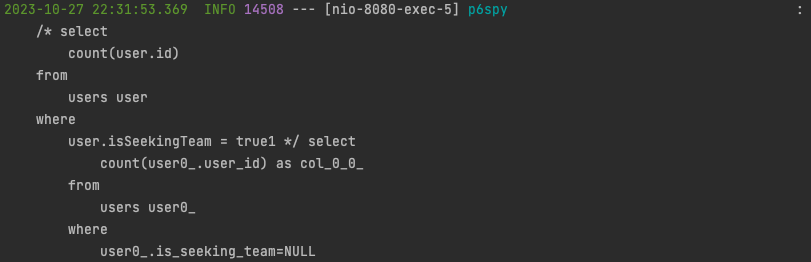 2023-10-27 22:31:53.369  INFO 14508 --- [nio-8080-exec-5] p6spy                                    :
    /* select
        count(user.id)
    from
        users user
    where
        user.isSeekingTeam = true1 */ select
            count(user0_.user_id) as col_0_0_
        from
            users user0_
        where
            user0_.is_seeking_team=NULL